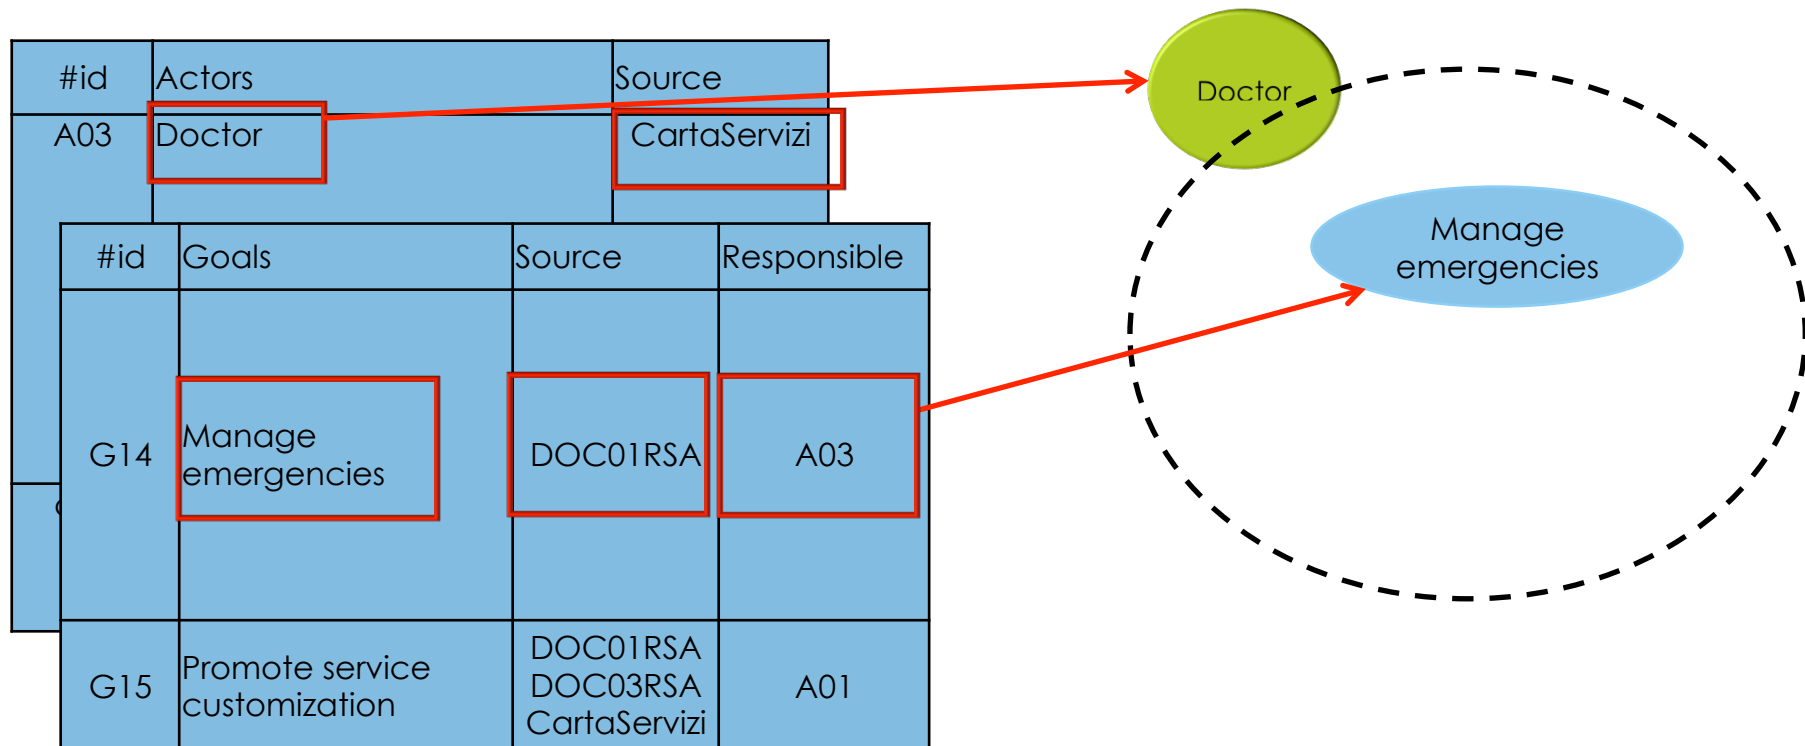 #id Actors Source
A03 Doctor CartaServizi
#id Goals Source Responsible
G14 Manage emergencies DOC01RSA A03
G15 Promote service customization DOC01RSA DOC03RSA CartaServizi A01
Doctor
Manage
emergencies